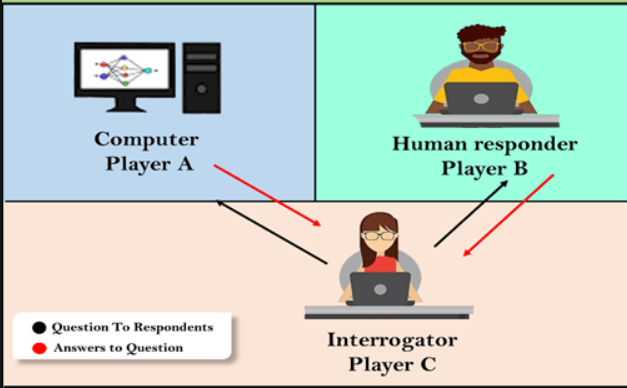 Computer
Player A
Human responder
Player B
Question To Respondents
Answers to Question
Interrogator
Player C